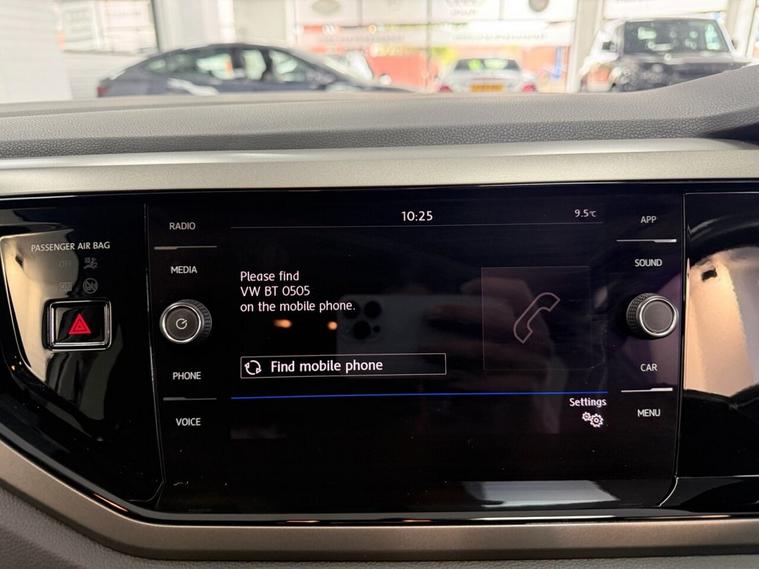 10:25
9.5°C
RADIO
APP
PASSENGER AIR BAG
MEDIA
SOUND
Please find
VW BT 0505
on the mobile phone.
Find mobile phone
PHONE
CAR
Settings
VOICE
MENU